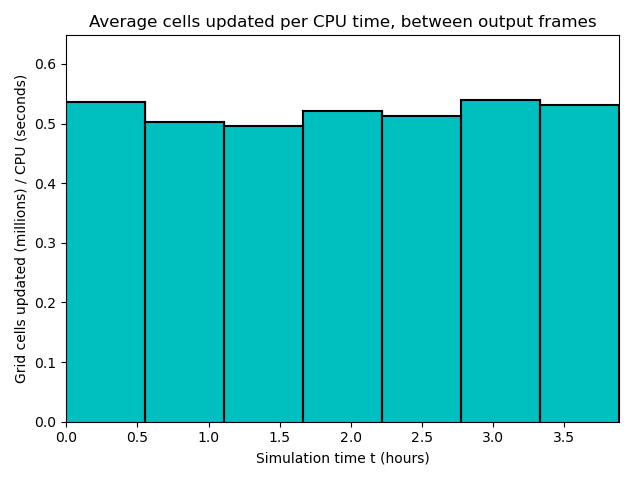 Average cells updated per CPU time, between output frames
Grid cells updated (millions) / CPU (seconds)
0.6
0.5
0.4
0.3
0.2
0.1
0.0
0.0 0.5 1.0 1.5 2.0 2.5 3.0 3.5
Simulation time t (hours)